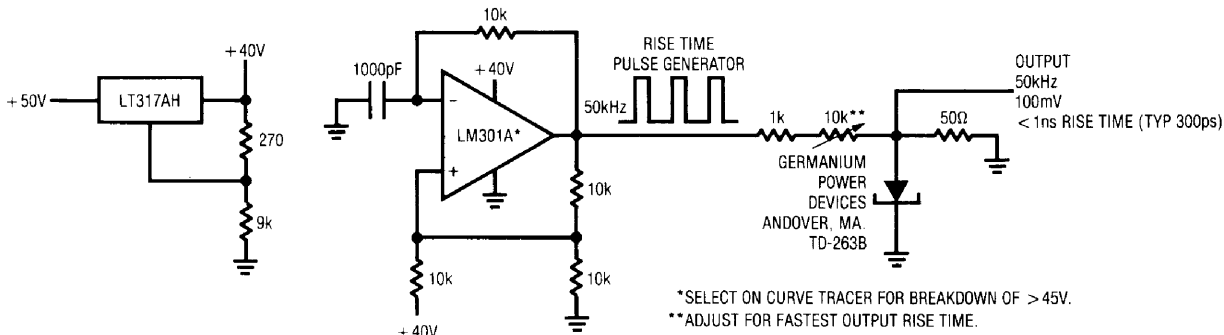 +40V
+50V
LT317AH
270
9k
10k
1000pF
+40V
−
LM301A*
+
50kHz
10k
10k
10k
+40V
RISE TIME
PULSE GENERATOR
1k
10k**
50Ω
GERMANIUM
POWER
DEVICES
ANDOVER, MA.
TD-263B
OUTPUT
50kHz
100mV
<1ns RISE TIME (TYP 300ps)
*SELECT ON CURVE TRACER FOR BREAKDOWN OF >45V.
**ADJUST FOR FASTEST OUTPUT RISE TIME.